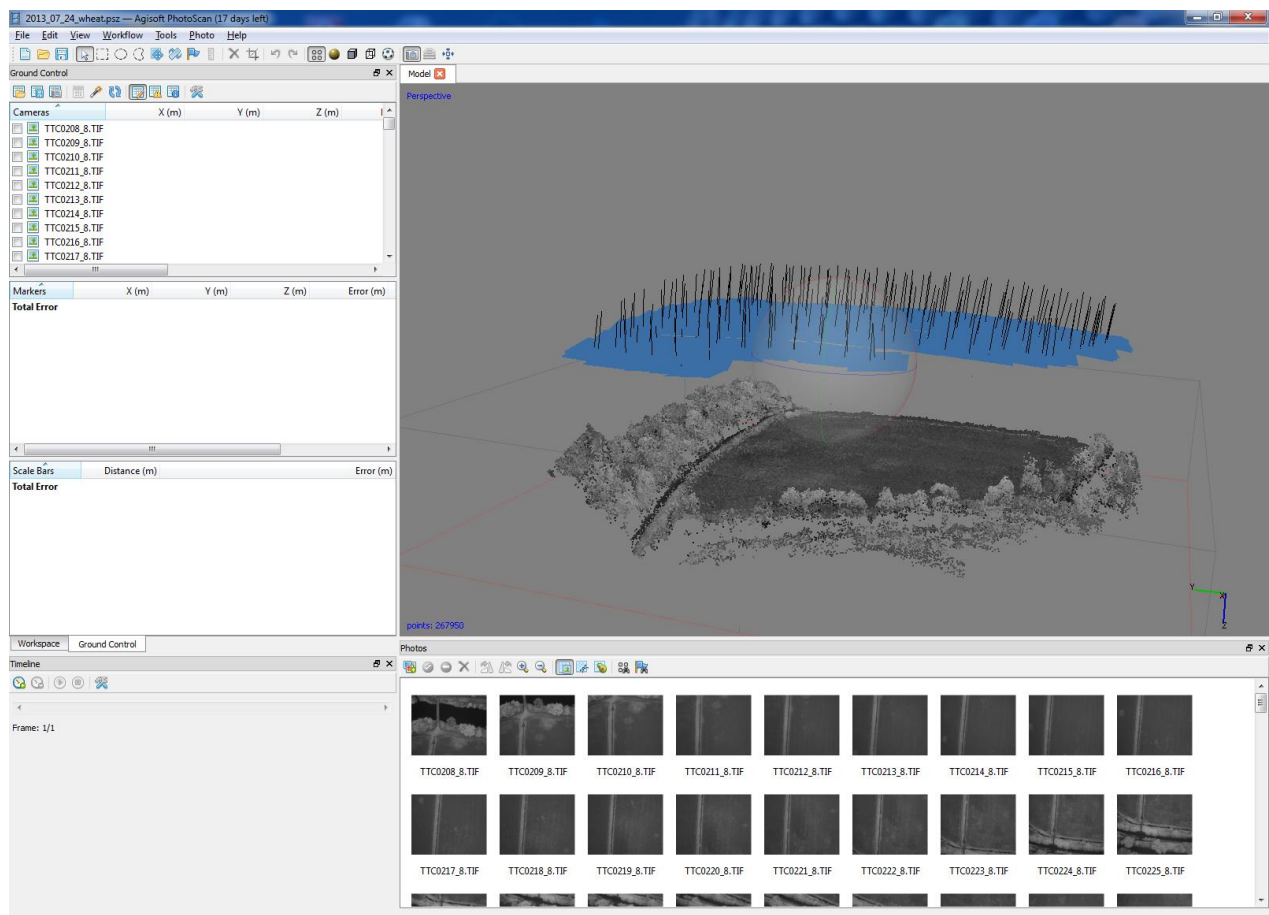 2013_07_24_wheat.psz — Agisoft PhotoScan (17 days left)
File Edit View Workflow Tools Photo Help
Ground Control
Cameras X (m) Y (m) Z (m)
TTC0208_8.TIF
TTC0209_8.TIF
TTC0210_8.TIF
TTC0211_8.TIF
TTC0212_8.TIF
TTC0213_8.TIF
TTC0214_8.TIF
TTC0215_8.TIF
TTC0216_8.TIF
TTC0217_8.TIF
Markers X (m) Y (m) Z (m) Error (m)
Total Error
Scale Bars Distance (m) Error (m)
Total Error
Workspace Ground Control
Timeline
Frame: 1/1
Model
Perspective
Y X
Z
points: 267950
Photos
TTC0208_8.TIF TTC0209_8.TIF TTC0210_8.TIF TTC0211_8.TIF TTC0212_8.TIF TTC0213_8.TIF TTC0214_8.TIF TTC0215_8.TIF TTC0216_8.TIF
TTC0217_8.TIF TTC0218_8.TIF TTC0219_8.TIF TTC0220_8.TIF TTC0221_8.TIF TTC0222_8.TIF TTC0223_8.TIF TTC0224_8.TIF TTC0225_8.TIF